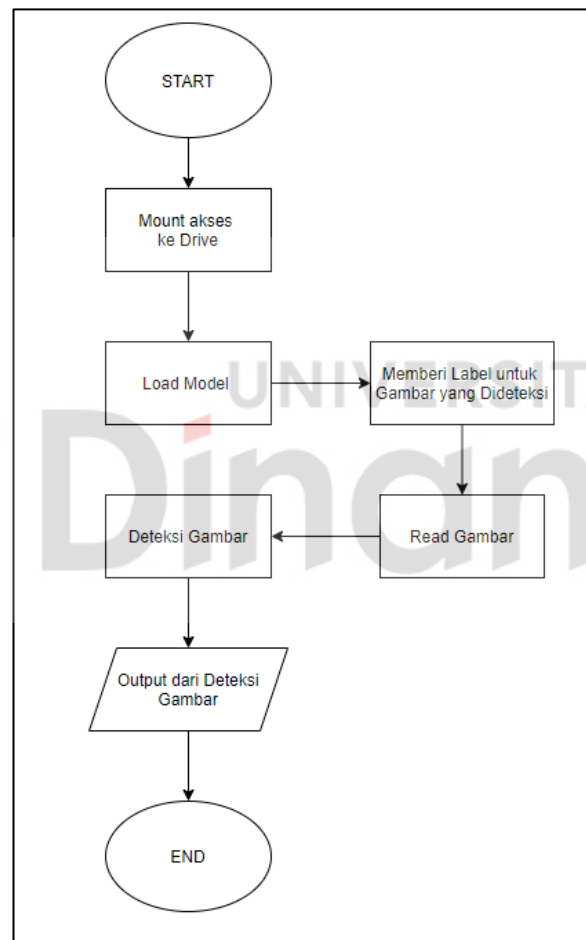 START
Mount akses
ke Drive
Load Model
Memberi Label untuk
Gambar yang Dideteksi
UNIVERSIT
Dinam
Deteksi Gambar
Read Gambar
Output dari Deteksi
Gambar
END